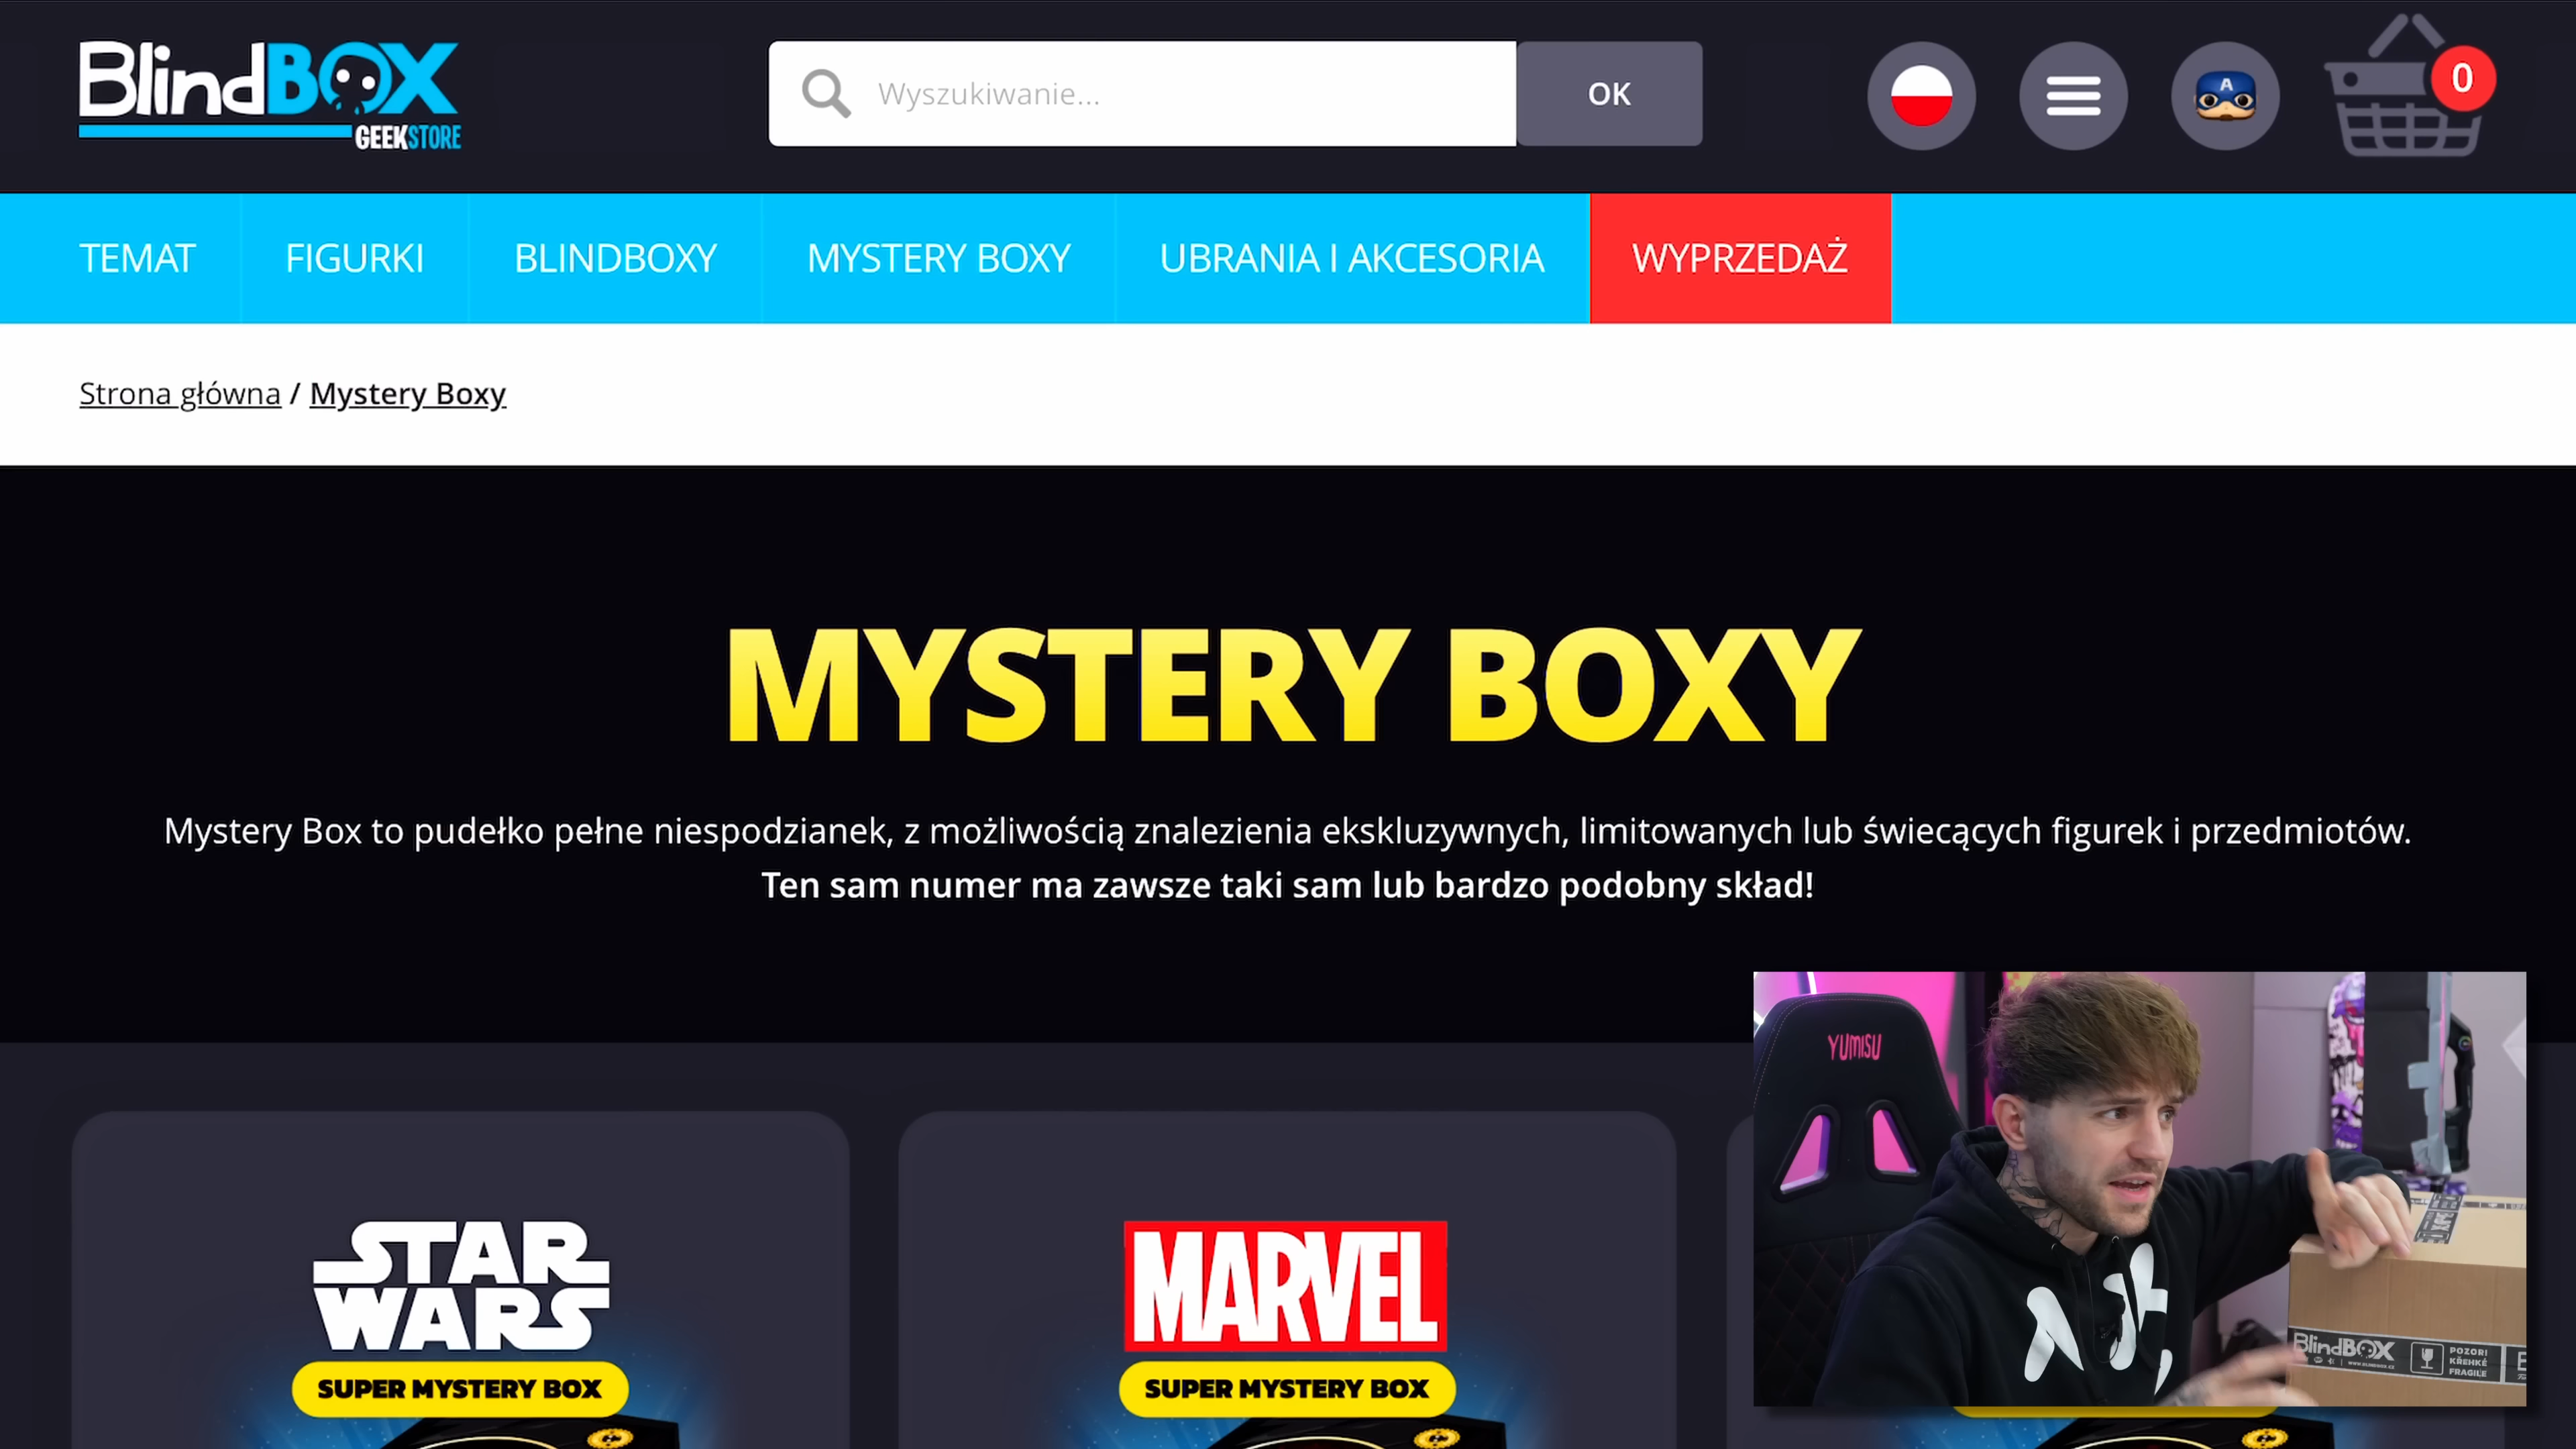 BlindBOX
GEEKSTORE
Wyszukiwanie...
OK
A
0
TEMAT
FIGURKI
BLINDBOXY
MYSTERY BOXY
UBRANIA I AKCESORIA
WYPRZEDAŻ
Strona główna / Mystery Boxy
MYSTERY BOXY
Mystery Box to pudełko pełne niespodzianek, z możliwością znalezienia ekskluzywnych, limitowanych lub świecących figurek i przedmiotów.
Ten sam numer ma zawsze taki sam lub bardzo podobny skład!
STAR
WARS
SUPER MYSTERY BOX
MARVEL
SUPER MYSTERY BOX
YUMISU
BlindBOX
POZOR!
KŘEHKÉ
FRAGILE